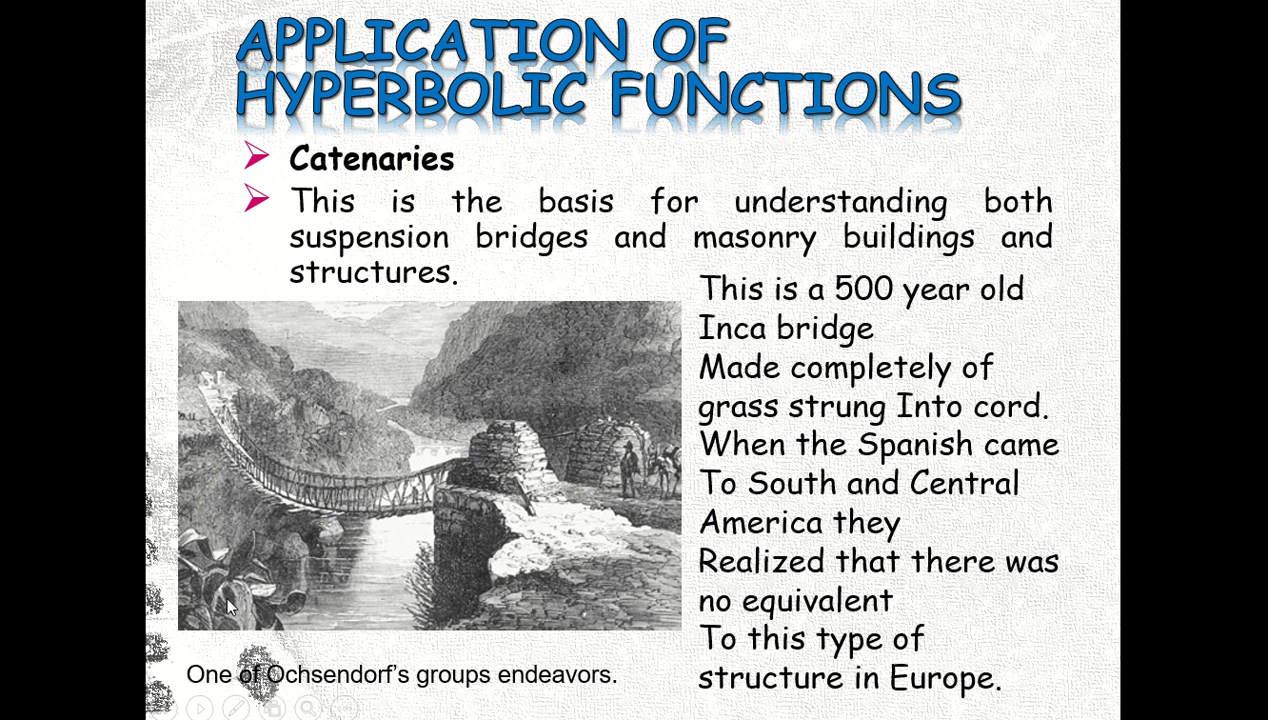 APPLICATION OF
HYPERBOLIC FUNCTIONS
Catenaries
This is the basis for understanding both
suspension bridges and masonry buildings and
structures.
This is a 500 year old
Inca bridge
Made completely of
grass strung Into cord.
When the Spanish came
To South and Central
America they
Realized that there was
no equivalent
To this type of
structure in Europe.
One of Ochsendorf’s groups endeavors.